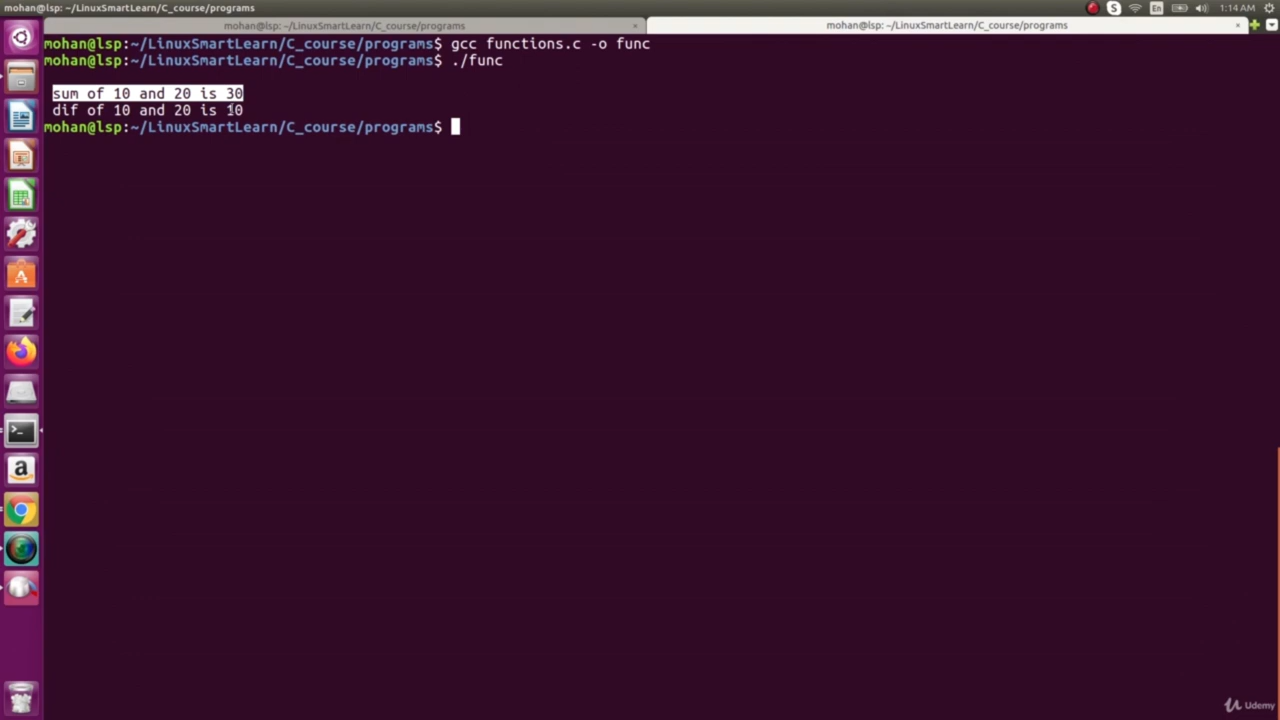 mohan@lsp: ~/LinuxSmartLearn/C_course/programs
En
1:14 AM
mohan@lsp: ~/LinuxSmartLearn/C_course/programs
mohan@lsp: ~/LinuxSmartLearn/C_course/programs
mohan@lsp:~/LinuxSmartLearn/C_course/programs$ gcc functions.c -o func
mohan@lsp:~/LinuxSmartLearn/C_course/programs$ ./func
sum of 10 and 20 is 30
dif of 10 and 20 is 10
mohan@lsp:~/LinuxSmartLearn/C_course/programs$
Udemy